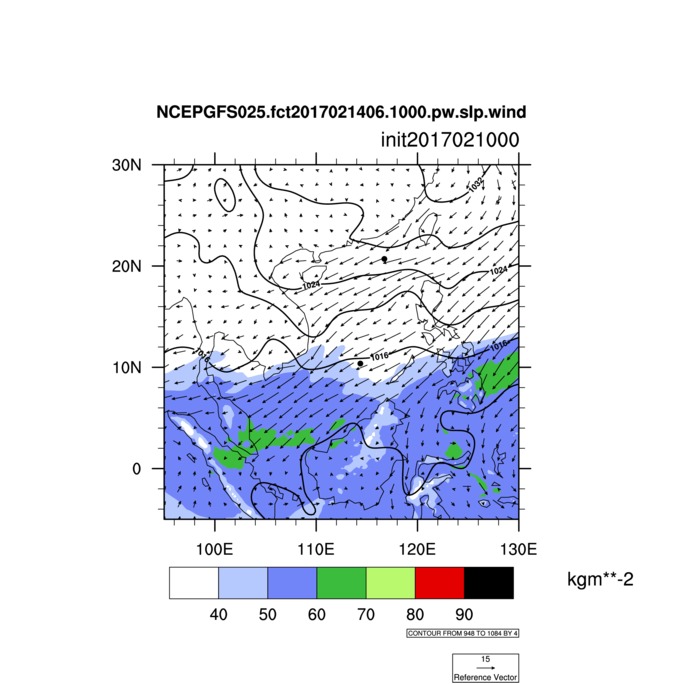 NCEPGFS025.fct2017021406.1000.pw.slp.wind
init2017021000
30N
1032
20N
1024
1024
1016
1016
1016
10N
0
100E 110E 120E 130E
kgm**-2
40 50 60 70 80 90
CONTOUR FROM 948 TO 1084 BY 4
15
Reference Vector